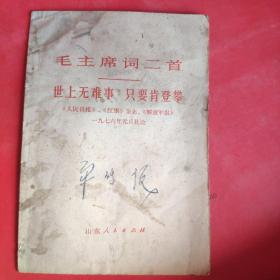 毛主席词二首
世上无难事 只要肯登攀
《人民日报》、《红旗》杂志、《解放军报》
一九七六年元旦社论
山东人民出版社